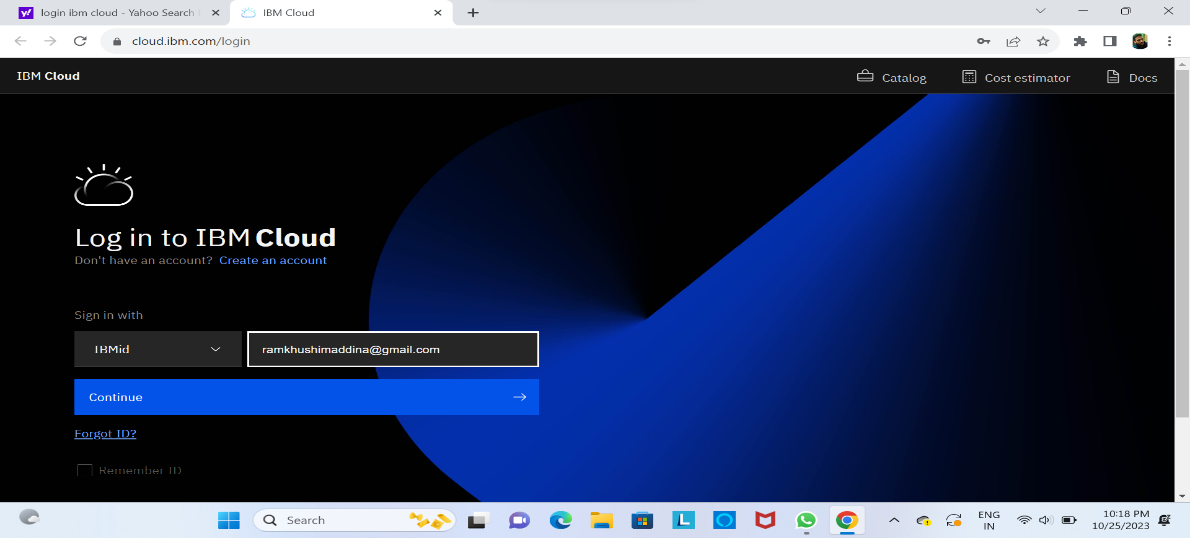 login ibm cloud - Yahoo Search
IBM Cloud
cloud.ibm.com/login
IBM Cloud
Catalog
Cost estimator
Docs
Log in to IBM Cloud
Don't have an account? Create an account
Sign in with
IBMid
ramkhushimaddina@gmail.com
Continue
Forgot ID?
Remember ID
Search
ENG
IN
10:18 PM
10/25/2023